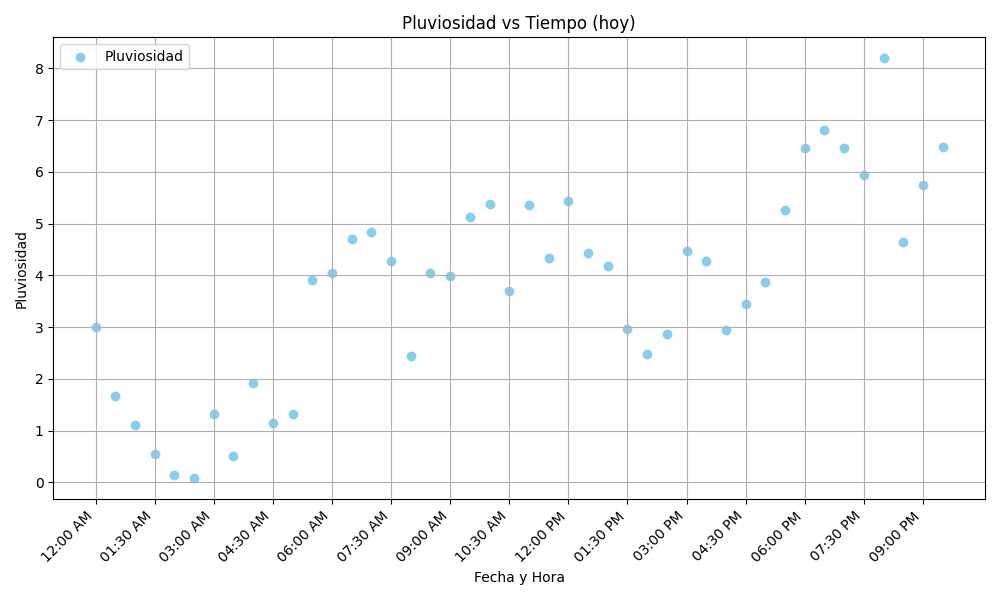 Pluviosidad vs Tiempo (hoy)
Pluviosidad
8
7
6
5
4
3
2
1
0
Pluviosidad
12:00 AM
01:30 AM
03:00 AM
04:30 AM
06:00 AM
07:30 AM
09:00 AM
10:30 AM
12:00 PM
01:30 PM
03:00 PM
04:30 PM
06:00 PM
07:30 PM
09:00 PM
Fecha y Hora